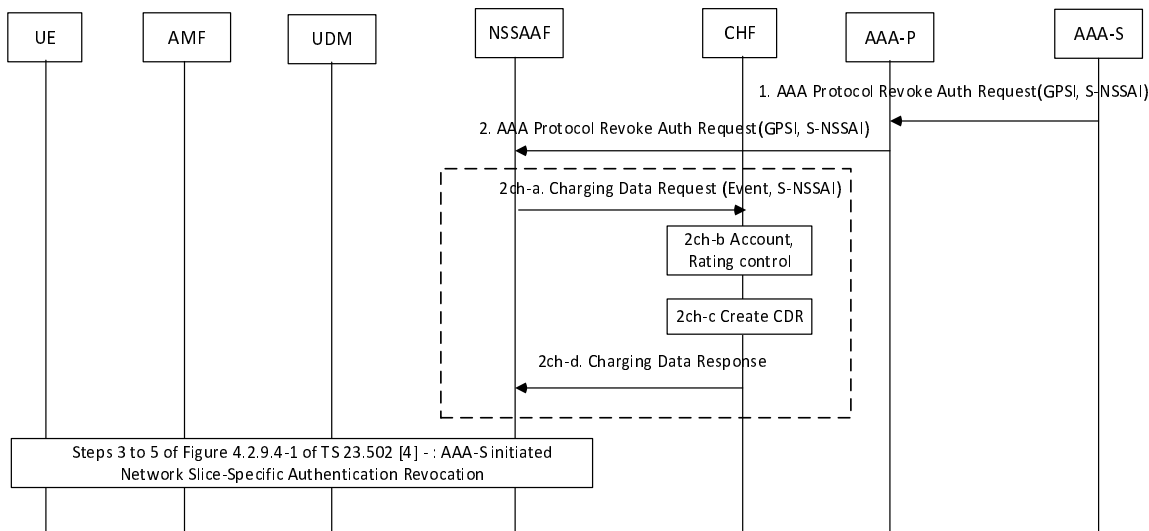 UE
AMF
UDM
NSSAAF
CHF
AAA-P
AAA-S
1. AAA Protocol Revoke Auth Request(GPSI, S-NSSAI)
2. AAA Protocol Revoke Auth Request(GPSI, S-NSSAI)
2ch-a. Charging Data Request (Event, S-NSSAI)
2ch-b Account,
Rating control
2ch-c Create CDR
2ch-d. Charging Data Response
Steps 3 to 5 of Figure 4.2.9.4-1 of TS 23.502 [4] - : AAA-S initiated
Network Slice-Specific Authentication Revocation